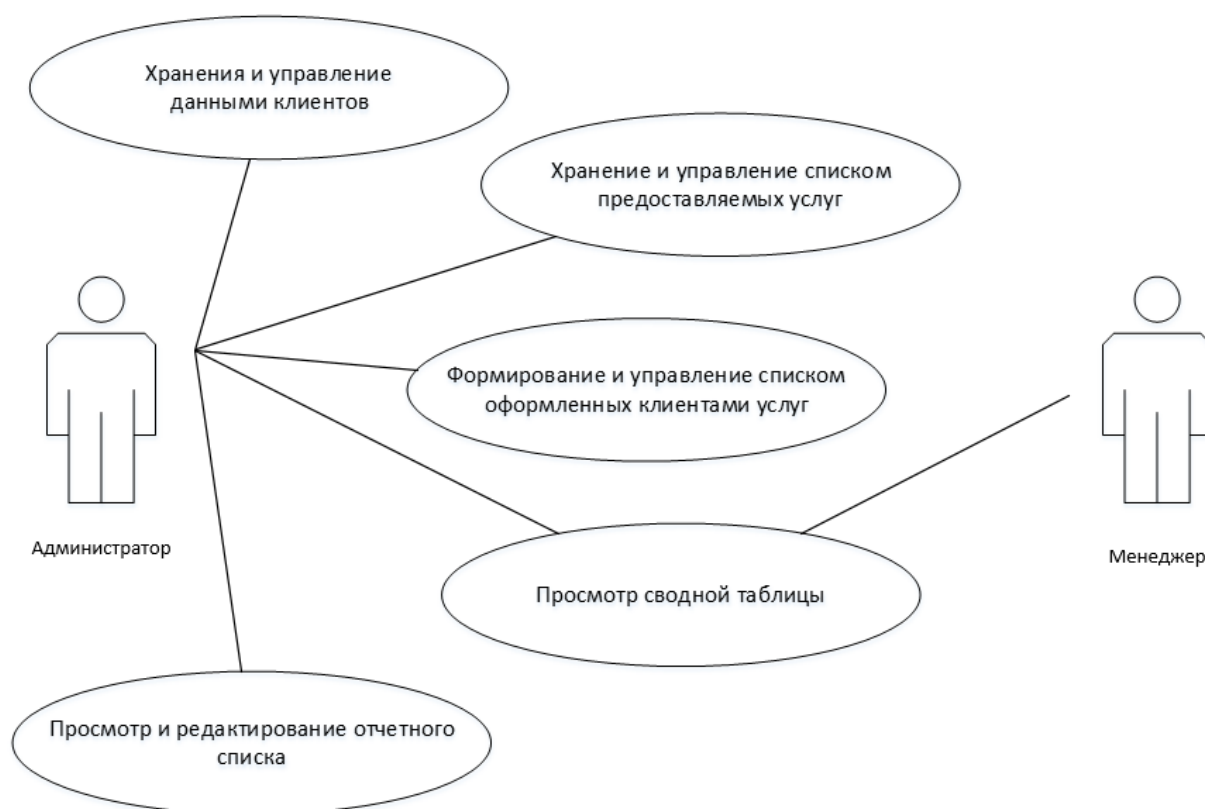 Хранения и управление
данными клиентов
Хранение и управление списком
предоставляемых услуг
Формирование и управление списком
оформленных клиентами услуг
Администратор
Менеджер
Просмотр сводной таблицы
Просмотр и редактирование отчетного
списка